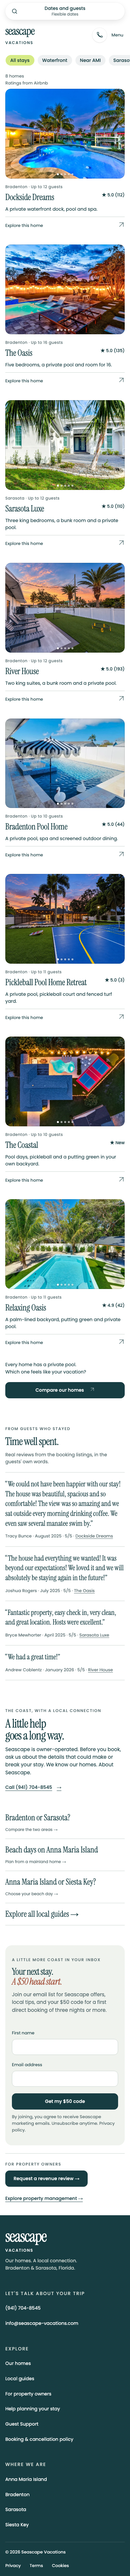 Dates and guests
Flexible dates
seascape
VACATIONS
Menu
All stays
Waterfront
Near AMI
Saraso
8 homes
Ratings from Airbnb
Bradenton · Up to 12 guests
Dockside Dreams
★ 5.0 (112)
A private waterfront dock, pool and spa.
Explore this home
Bradenton · Up to 16 guests
The Oasis
★ 5.0 (135)
Five bedrooms, a private pool and room for 16.
Explore this home
Sarasota · Up to 12 guests
Sarasota Luxe
★ 5.0 (110)
Three king bedrooms, a bunk room and a private
pool.
Explore this home
Bradenton · Up to 12 guests
River House
★ 5.0 (193)
Two king suites, a bunk room and a private pool.
Explore this home
Bradenton · Up to 16 guests
Bradenton Pool Home
★ 5.0 (44)
A private pool, spa and screened outdoor dining.
Explore this home
Bradenton · Up to 11 guests
Pickleball Pool Home Retreat
★ 5.0 (3)
A private pool, pickleball court and fenced turf
yard.
Explore this home
Bradenton · Up to 10 guests
The Coastal
★ New
Pool days, pickleball and a putting green in your
own backyard.
Explore this home
Bradenton · Up to 11 guests
Relaxing Oasis
★ 4.9 (42)
A palm-lined backyard, putting green and private
pool.
Explore this home
Every home has a private pool.
Which one feels like your vacation?
Compare our homes
FROM GUESTS WHO STAYED
Time well spent.
Real reviews from the booking listings, in the
guests' own words.
"We could not have been happier with our stay!
The house was beautiful, spacious and so
comfortable! The view was so amazing and we
sat outside every morning drinking coffee. We
even saw several manatee swim by."
Tracy Bunce · August 2025 · 5/5 · Dockside Dreams
"The house had everything we wanted! It was
beyond our expectations! We loved it and we will
absolutely be staying again in the future!"
Joshua Rogers · July 2025 · 5/5 · The Oasis
"Fantastic property, easy check in, very clean,
and great location. Hosts were excellent."
Bryce Mewhorter · April 2025 · 5/5 · Sarasota Luxe
"We had a great time!"
Andrew Coblentz · January 2025 · 5/5 · River House
THE COAST, WITH A LOCAL CONNECTION
A little help
goes a long way.
Seascape is owner-operated. Before you book,
ask us about the details that could make or
break your stay. We know our homes. About
Seascape.
Call (941) 704-8545 →
Bradenton or Sarasota?
Compare the two areas →
Beach days on Anna Maria Island
Plan from a mainland home →
Anna Maria Island or Siesta Key?
Choose your beach day →
Explore all local guides →
A LITTLE MORE COAST IN YOUR INBOX
Your next stay.
A $50 head start.
Join our email list for Seascape offers,
local tips, and your $50 code for a first
direct booking of three nights or more.
First name
Email address
Get my $50 code
By joining, you agree to receive Seascape
marketing emails. Unsubscribe anytime. Privacy
policy.
FOR PROPERTY OWNERS
Request a revenue review →
Explore property management →
seascape
VACATIONS
Our homes. A local connection.
Bradenton & Sarasota, Florida.
LET'S TALK ABOUT YOUR TRIP
(941) 704-8545
info@seascape-vacations.com
EXPLORE
Our homes
Local guides
For property owners
Help planning your stay
Guest Support
Booking & cancellation policy
WHERE WE ARE
Anna Maria Island
Bradenton
Sarasota
Siesta Key
© 2026 Seascape Vacations
Privacy
Terms
Cookies